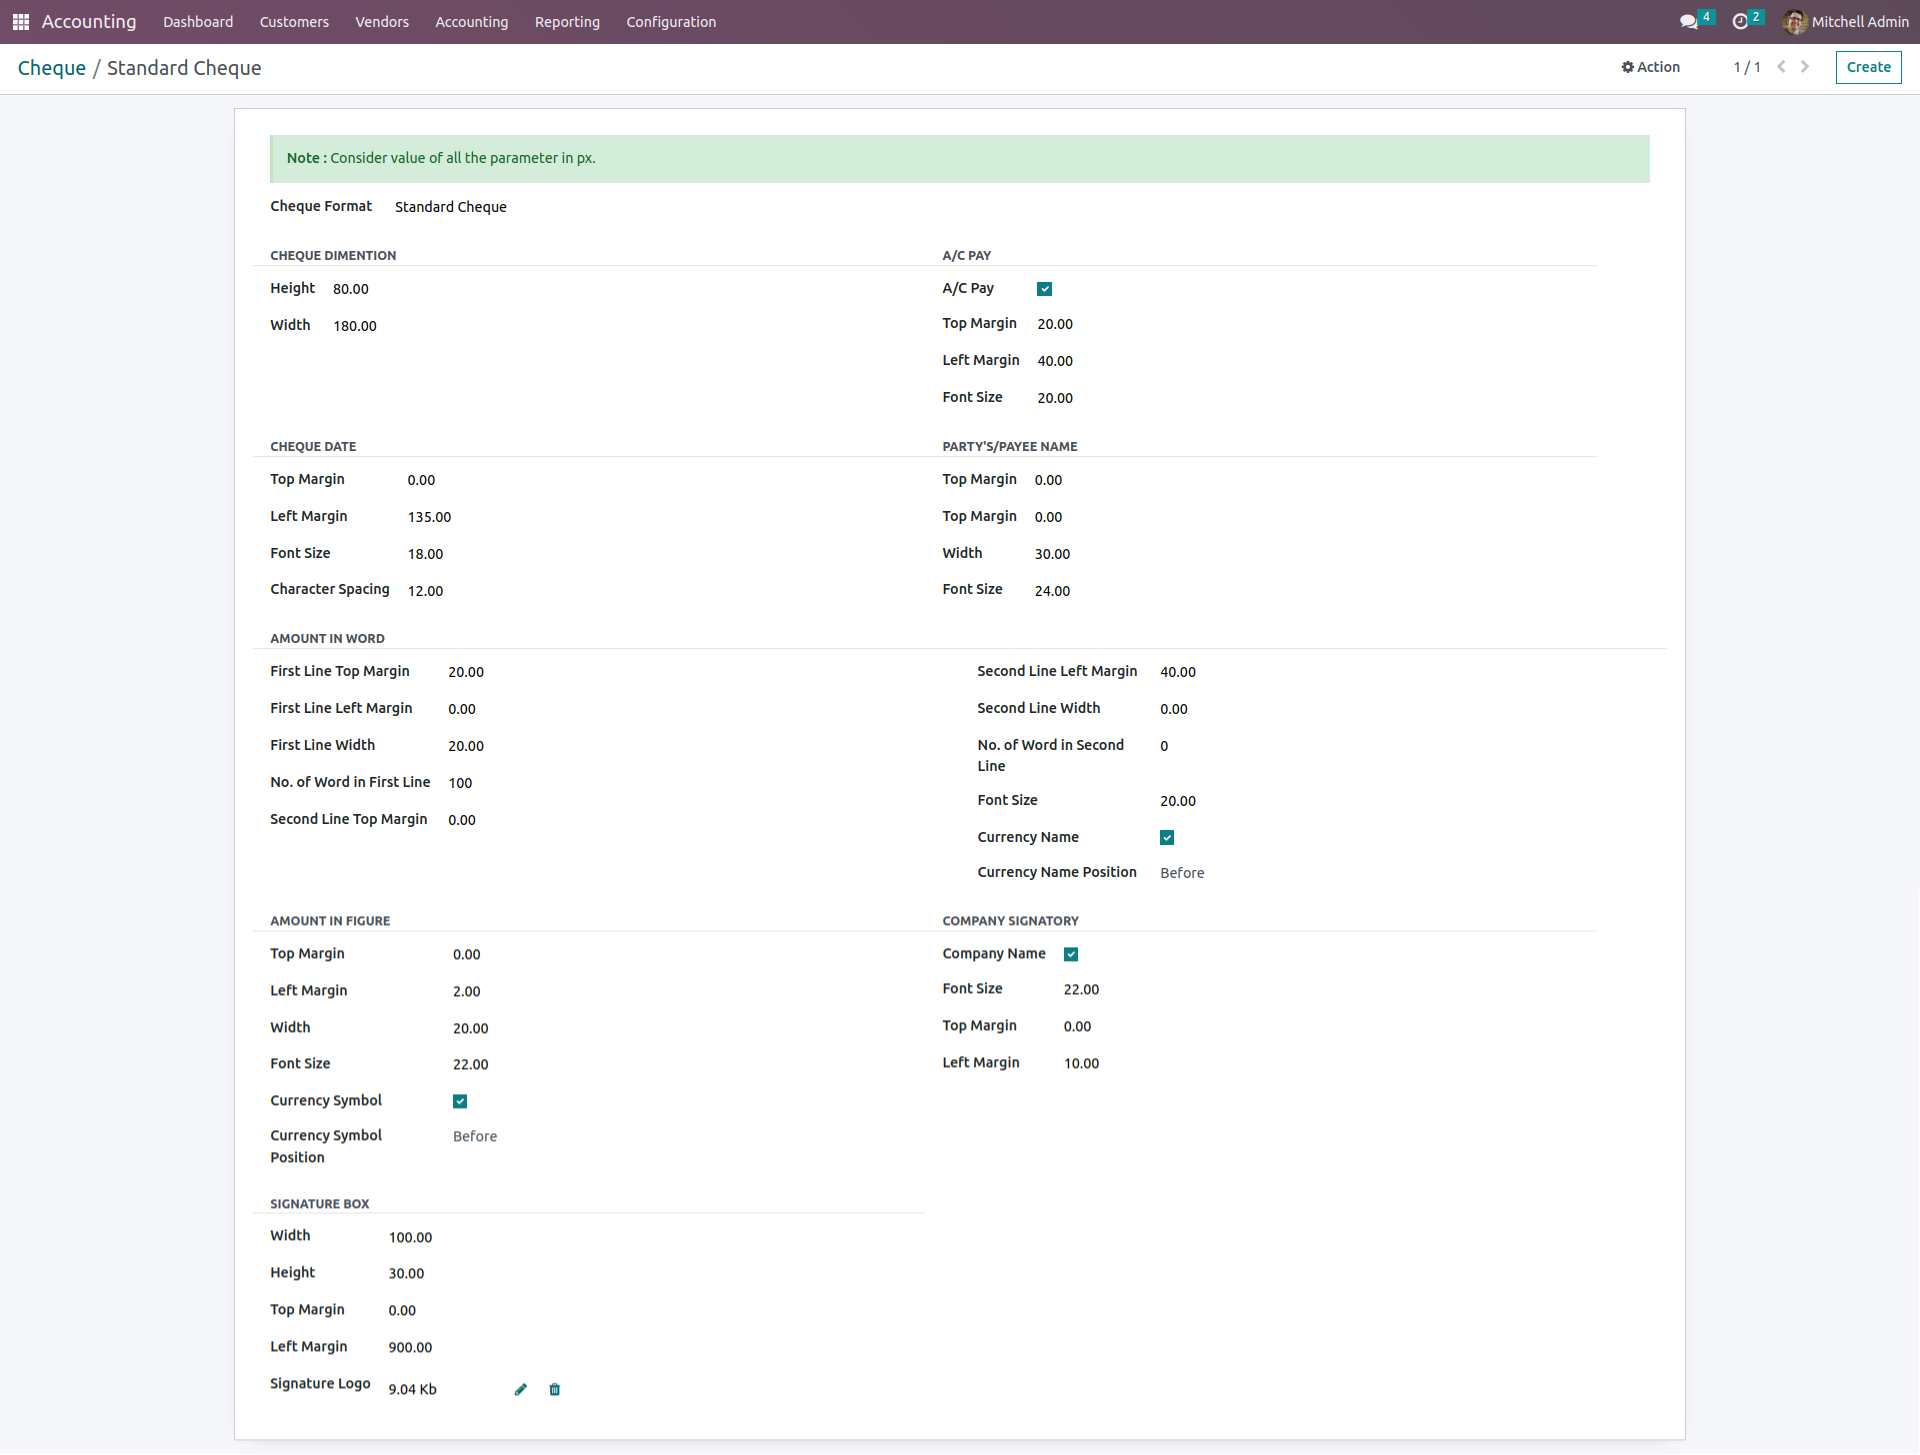 Accounting Dashboard Customers Vendors Accounting Reporting Configuration 4 2 Mitchell Admin
Cheque / Standard Cheque Action 1 / 1 Create
Note : Consider value of all the parameter in px.
Cheque Format Standard Cheque
CHEQUE DIMENTION
Height 80.00
Width 180.00
A/C PAY
A/C Pay
Top Margin 20.00
Left Margin 40.00
Font Size 20.00
CHEQUE DATE
Top Margin 0.00
Left Margin 135.00
Font Size 18.00
Character Spacing 12.00
PARTY'S/PAYEE NAME
Top Margin 0.00
Top Margin 0.00
Width 30.00
Font Size 24.00
AMOUNT IN WORD
First Line Top Margin 20.00
First Line Left Margin 0.00
First Line Width 20.00
No. of Word in First Line 100
Second Line Top Margin 0.00
Second Line Left Margin 40.00
Second Line Width 0.00
No. of Word in Second 0
Line
Font Size 20.00
Currency Name
Currency Name Position Before
AMOUNT IN FIGURE
Top Margin 0.00
Left Margin 2.00
Width 20.00
Font Size 22.00
Currency Symbol
Currency Symbol Before
Position
COMPANY SIGNATORY
Company Name
Font Size 22.00
Top Margin 0.00
Left Margin 10.00
SIGNATURE BOX
Width 100.00
Height 30.00
Top Margin 0.00
Left Margin 900.00
Signature Logo 9.04 Kb